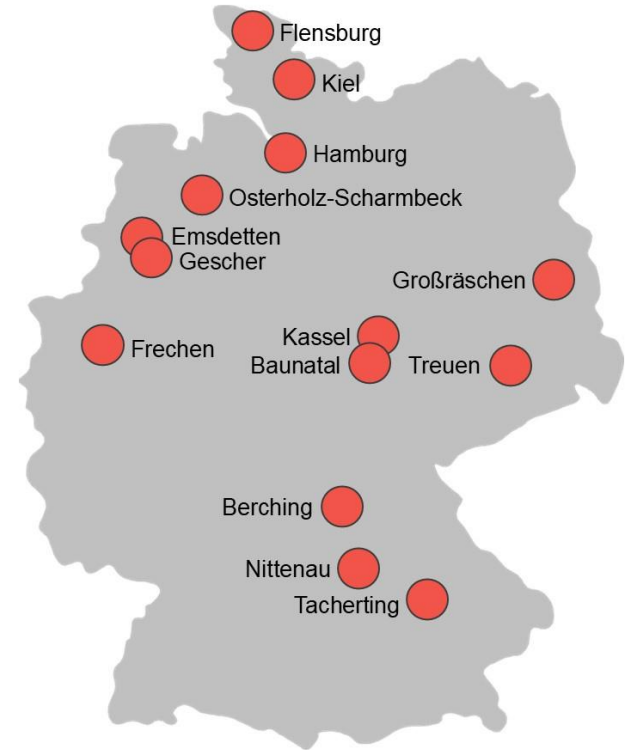 Flensburg
Kiel
Hamburg
Osterholz-Scharmbeck
Emsdetten
Gescher
Großräschen
Kassel
Frechen
Baunatal
Treuen
Berching
Nittenau
Tacherting